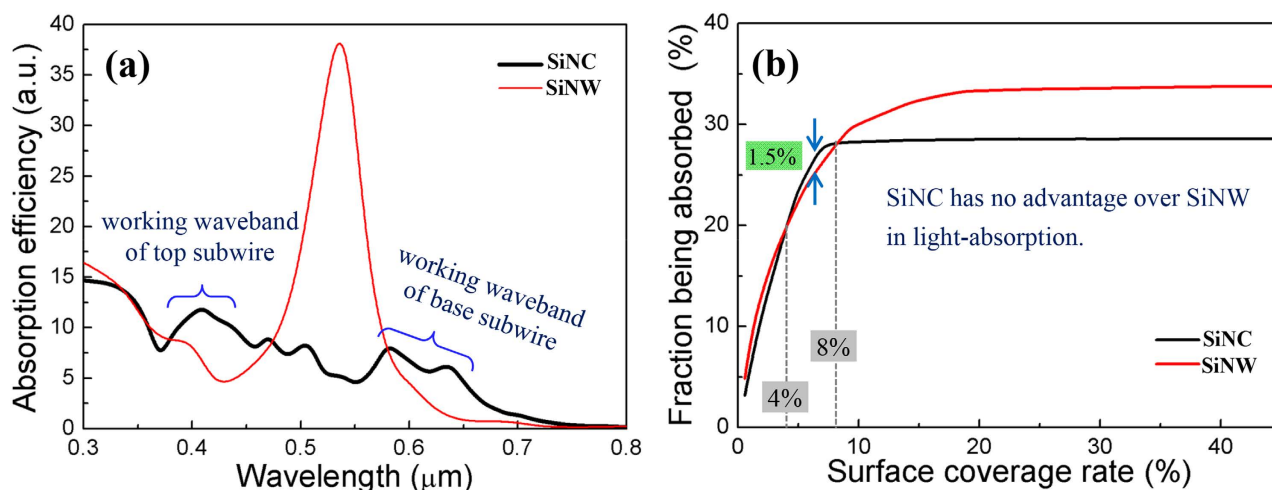 (a)
SiNC
SiNW
working waveband
of top subwire
working waveband
of base subwire
Absorption efficiency (a.u.)
40
35
30
25
20
15
10
5
0
0.3
0.4
0.5
0.6
0.7
0.8
Wavelength (μm)
(b)
1.5%
SiNC has no advantage over SiNW
in light-absorption.
8%
4%
SiNC
SiNW
Fraction being absorbed (%)
40
30
20
10
0
0
10
20
30
40
Surface coverage rate (%)